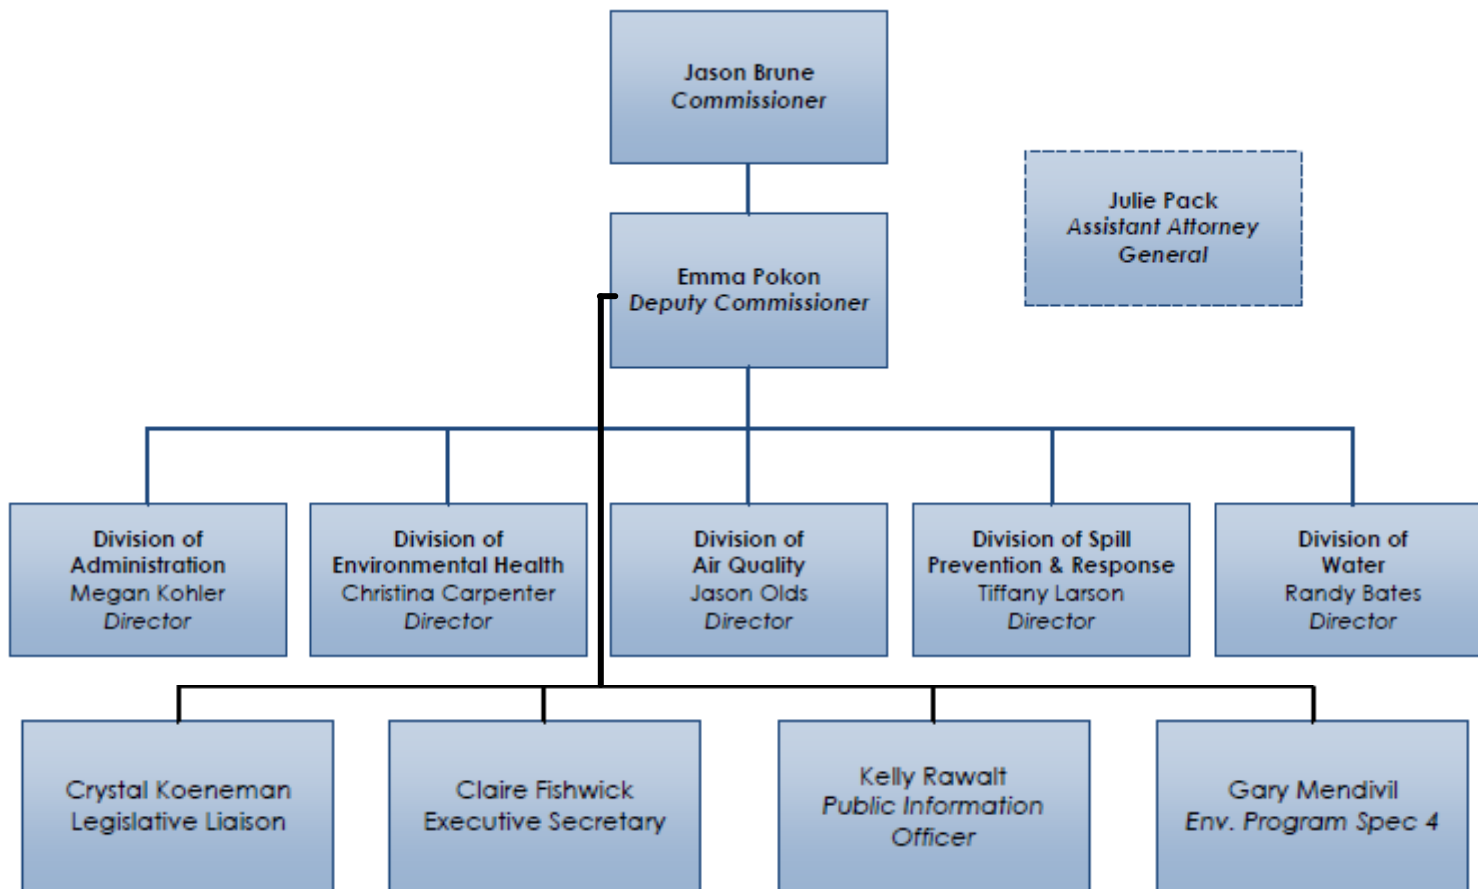 Jason Brune
Commissioner
Julie Pack
Assistant Attorney
General
Emma Pokon
Deputy Commissioner
Division of
Administration
Megan Kohler
Director
Division of
Environmental Health
Christina Carpenter
Director
Division of
Air Quality
Jason Olds
Director
Division of Spill
Prevention & Response
Tiffany Larson
Director
Division of
Water
Randy Bates
Director
Crystal Koeneman
Legislative Liaison
Claire Fishwick
Executive Secretary
Kelly Rawalt
Public Information
Officer
Gary Mendivil
Env. Program Spec 4